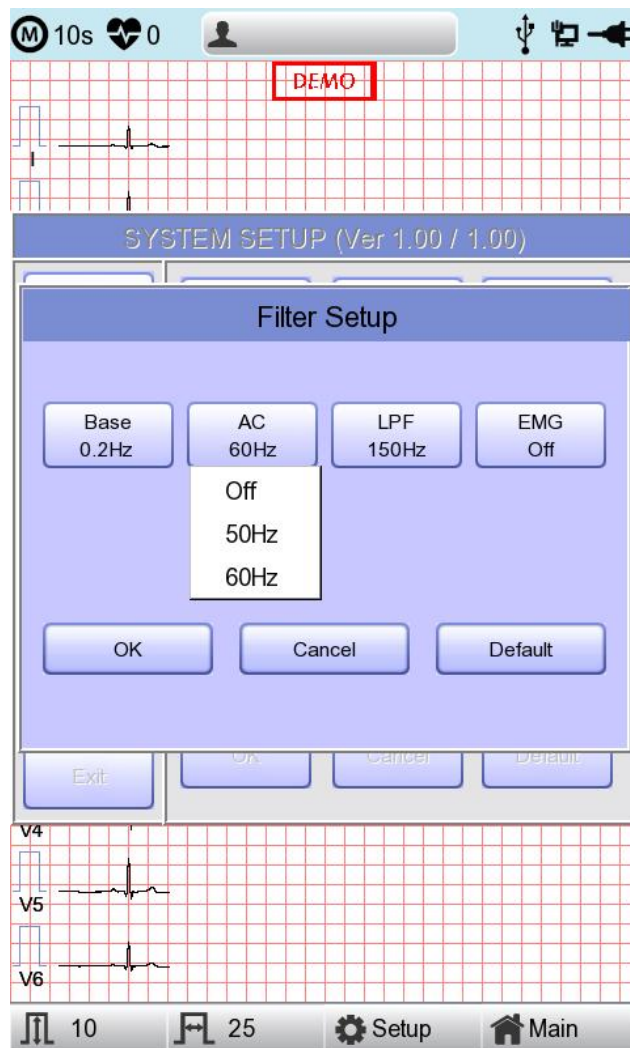 M 10s 0
DEMO
I
SYSTEM SETUP (Ver 1.00 / 1.00)
Filter Setup
Base
0.2Hz
AC
60Hz
LPF
150Hz
EMG
Off
Off
50Hz
60Hz
OK
Cancel
Default
Exit
OK
Cancel
Default
V4
V5
V6
10
25
Setup
Main